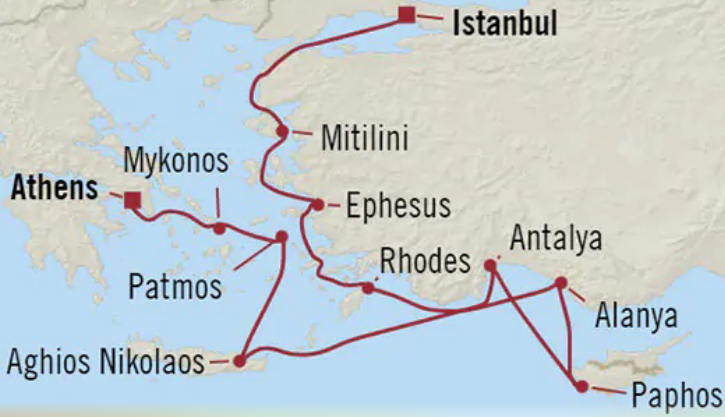 Istanbul
Mitilini
Mykonos
Athens
Ephesus
Antalya
Rhodes
Patmos
Alanya
Aghios Nikolaos
Paphos